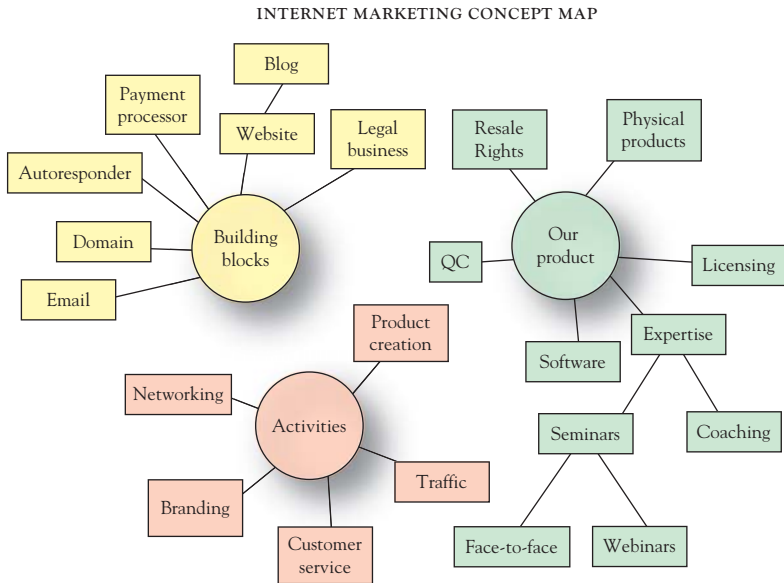 INTERNET MARKETING CONCEPT MAP
Blog
Payment
processor
Website
Legal
business
Autoresponder
Domain
Email
Building
blocks
Resale
Rights
Physical
products
QC
Our
product
Licensing
Software
Expertise
Seminars
Coaching
Face-to-face
Webinars
Product
creation
Networking
Activities
Branding
Traffic
Customer
service